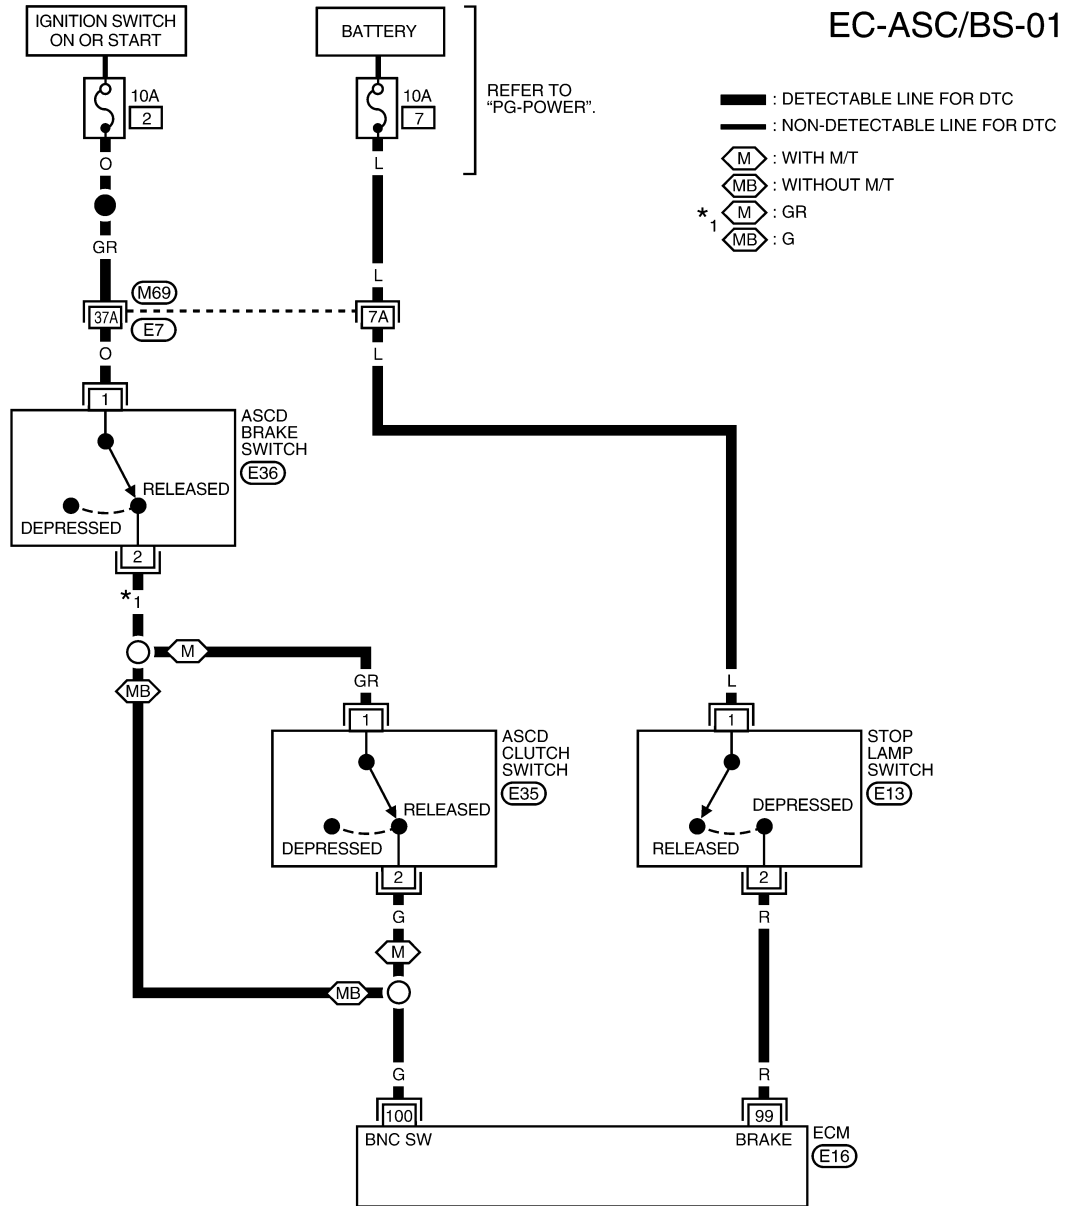 EC-ASC/BS-01
IGNITION SWITCH
ON OR START
BATTERY
10A
2
10A
7
REFER TO
“PG-POWER”.
: DETECTABLE LINE FOR DTC
: NON-DETECTABLE LINE FOR DTC
M : WITH M/T
MB : WITHOUT M/T
*1 M : GR
MB : G
O
L
GR
L
M69
37A
7A
E7
O
L
1
ASCD
BRAKE
SWITCH
E36
RELEASED
DEPRESSED
2
*1
M
MB
GR
L
1
1
ASCD
CLUTCH
SWITCH
E35
RELEASED
DEPRESSED
2
STOP
LAMP
SWITCH
E13
DEPRESSED
RELEASED
2
G
R
M
MB
G
R
100
99
BNC SW
BRAKE
ECM
E16